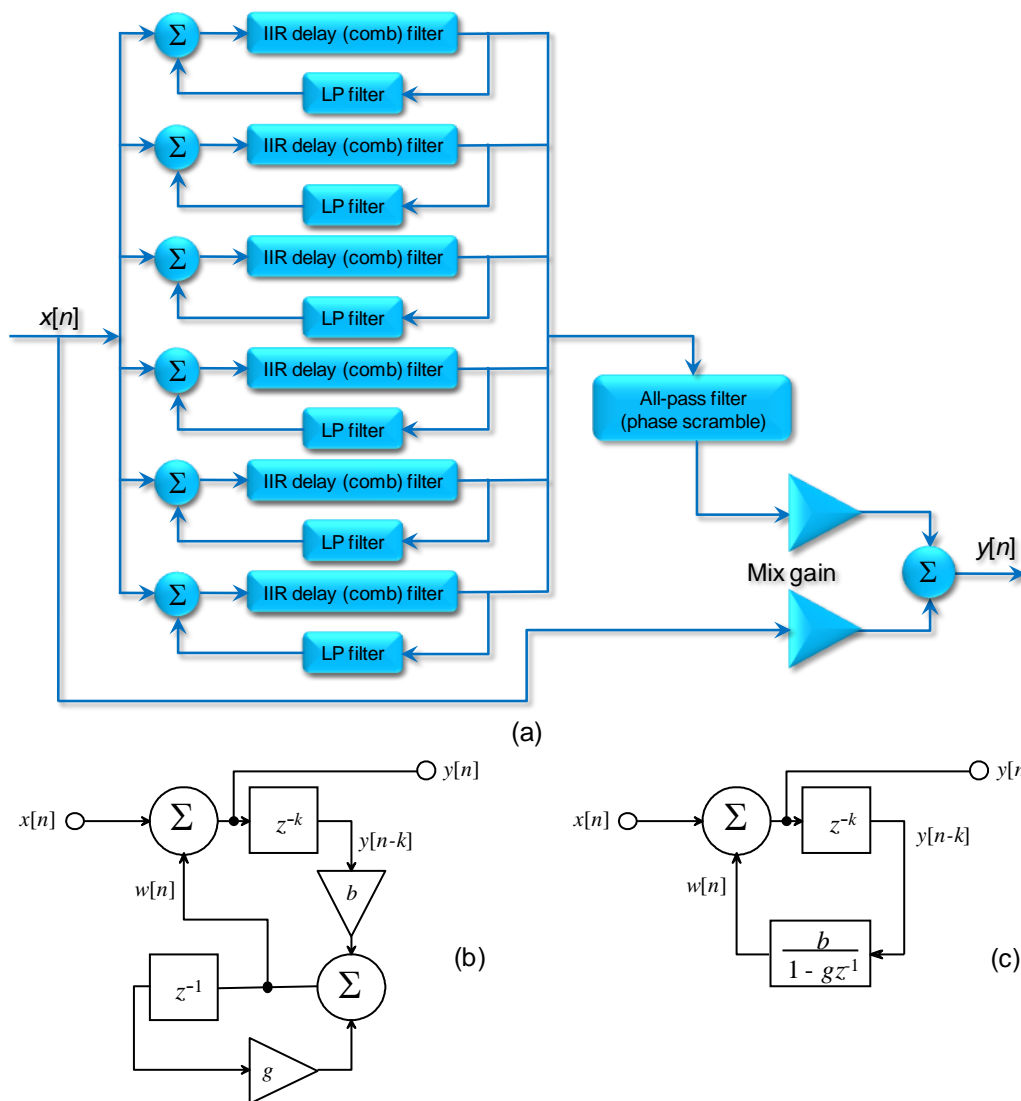 Σ
IIR delay (comb) filter
LP filter
Σ
IIR delay (comb) filter
LP filter
Σ
IIR delay (comb) filter
LP filter
x[n]
Σ
IIR delay (comb) filter
LP filter
All-pass filter
(phase scramble)
Σ
IIR delay (comb) filter
LP filter
Mix gain
Σ
y[n]
Σ
IIR delay (comb) filter
LP filter
(a)
x[n]
Σ
y[n]
z^-k
y[n-k]
w[n]
b
z^-1
Σ
g
(b)
x[n]
Σ
y[n
z^-k
y[n-k]
w[n]
b
1 - gz^-1
(c)